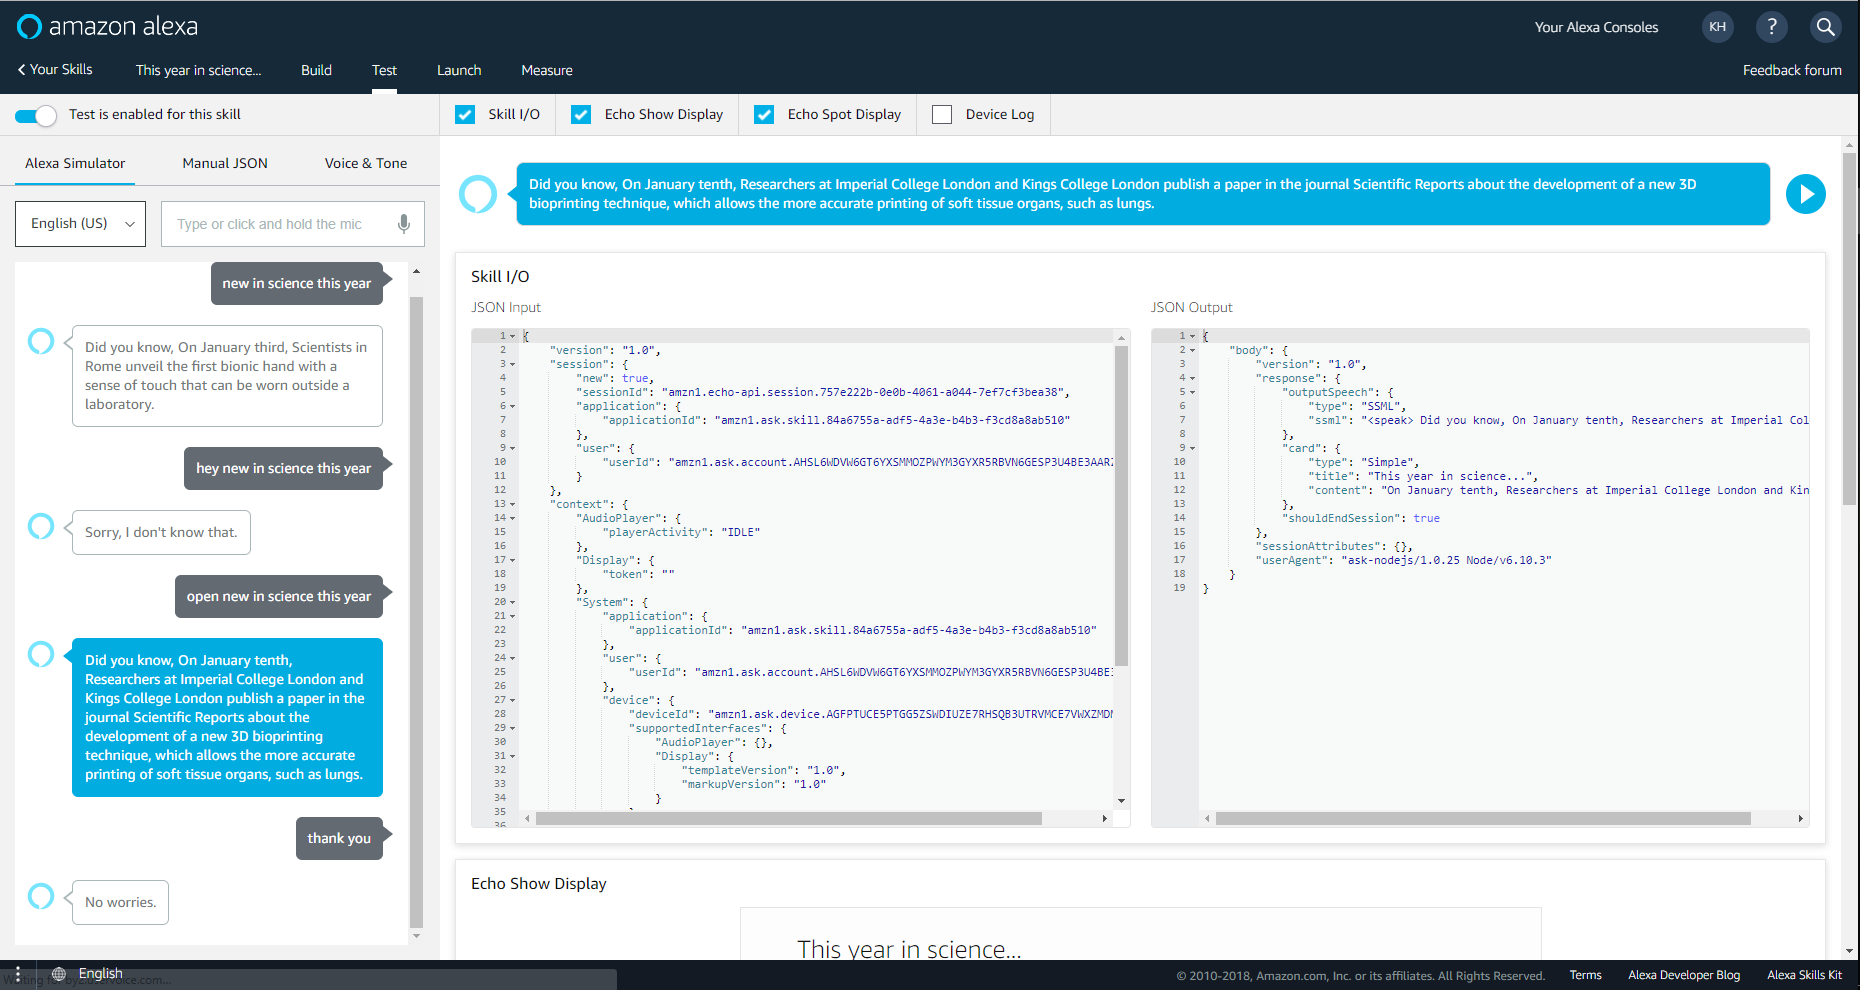 amazon alexa
Your Alexa Consoles
KH
?
Your Skills
This year in science...
Build
Test
Launch
Measure
Feedback forum
Test is enabled for this skill
Skill I/O
Echo Show Display
Echo Spot Display
Device Log
Alexa Simulator
Manual JSON
Voice & Tone
English (US)
Type or click and hold the mic
new in science this year
Did you know, On January third, Scientists in
Rome unveil the first bionic hand with a
sense of touch that can be worn outside a
laboratory.
hey new in science this year
Sorry, I don't know that.
open new in science this year
Did you know, On January tenth,
Researchers at Imperial College London and
Kings College London publish a paper in the
journal Scientific Reports about the
development of a new 3D bioprinting
technique, which allows the more accurate
printing of soft tissue organs, such as lungs.
thank you
No worries.
Did you know, On January tenth, Researchers at Imperial College London and Kings College London publish a paper in the journal Scientific Reports about the development of a new 3D
bioprinting technique, which allows the more accurate printing of soft tissue organs, such as lungs.
Skill I/O
JSON Input
1 {
2 "version": "1.0",
3 "session": {
4 "new": true,
5 "sessionId": "amzn1.echo-api.session.757e222b-0e0b-4061-a044-7ef7cf3bea38",
6 "application": {
7 "applicationId": "amzn1.ask.skill.84a6755a-adf5-4a3e-b4b3-f3cd8a8ab510"
8 },
9 "user": {
10 "userId": "amzn1.ask.account.AHSL6WDVW6GT6YXSMMOZPWYM3GYXR5RBVN6GESP3U4BE3AAR
11 }
12 },
13 "context": {
14 "AudioPlayer": {
15 "playerActivity": "IDLE"
16 },
17 "Display": {
18 "token": ""
19 },
20 "System": {
21 "application": {
22 "applicationId": "amzn1.ask.skill.84a6755a-adf5-4a3e-b4b3-f3cd8a8ab510"
23 },
24 "user": {
25 "userId": "amzn1.ask.account.AHSL6WDVW6GT6YXSMMOZPWYM3GYXR5RBVN6GESP3U4BE
26 },
27 "device": {
28 "deviceId": "amzn1.ask.device.AGFPTUCE5PTGG5ZSWDIUZE7RHSQB3UTRVMCE7VWXZMD
29 "supportedInterfaces": {
30 "AudioPlayer": {},
31 "Display": {
32 "templateVersion": "1.0",
33 "markupVersion": "1.0"
34 }
35
36
JSON Output
1 {
2 "body": {
3 "version": "1.0",
4 "response": {
5 "outputSpeech": {
6 "type": "SSML",
7 "ssml": "<speak> Did you know, On January tenth, Researchers at Imperial Col
8 },
9 "card": {
10 "type": "Simple",
11 "title": "This year in science...",
12 "content": "On January tenth, Researchers at Imperial College London and Kin
13 },
14 "shouldEndSession": true
15 },
16 "sessionAttributes": {},
17 "userAgent": "ask-nodejs/1.0.25 Node/v6.10.3"
18 }
19 }
Echo Show Display
This year in science...
English
© 2010-2018, Amazon.com, Inc. or its affiliates. All Rights Reserved.
Terms
Alexa Developer Blog
Alexa Skills Kit